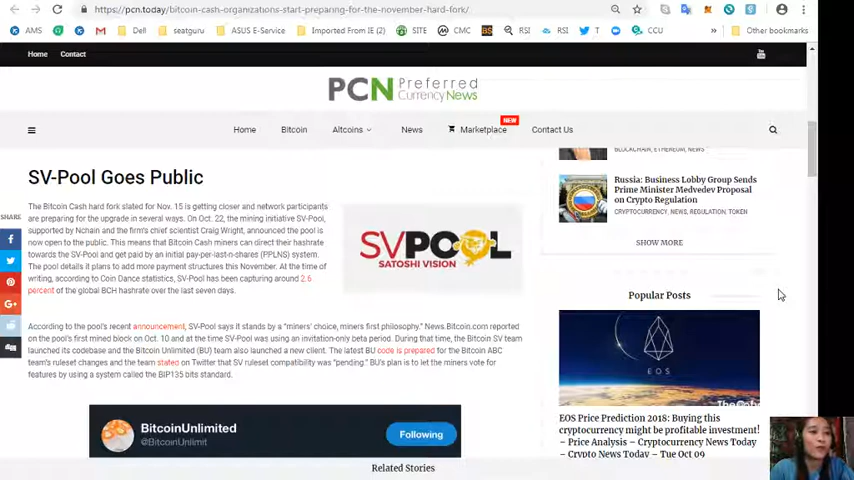 https://pcn.today/bitcoin-cash-organizations-start-preparing-for-the-november-hard-fork/
AMS
Dell
seatguru
ASUS E-Service
Imported From IE (2)
SITE
CMC
RSI
RSI
T
CCU
»
Other bookmarks
Home
Contact
PCN Preferred
Currency News
Home
Bitcoin
Altcoins
News
NEW
Marketplace
Contact Us
SV-Pool Goes Public
SHARE
The Bitcoin Cash hard fork slated for Nov. 15 is getting closer and network participants
are preparing for the upgrade in several ways. On Oct. 22, the mining initiative SV-Pool,
supported by Nchain and the firm's chief scientist Craig Wright, announced the pool is
now open to the public. This means that Bitcoin Cash miners can direct their hashrate
towards the SV-Pool and get paid by an initial pay-per-last-n-shares (PPLNS) system.
The pool details it plans to add more payment structures this November. At the time of
writing, according to Coin Dance statistics, SV-Pool has been capturing around 2.6
percent of the global BCH hashrate over the last seven days.
SVPOOL
SATOSHI VISION
According to the pool's recent announcement, SV-Pool says it stands by a "miners' choice, miners first philosophy." News.Bitcoin.com reported
on the pool's first mined block on Oct. 10 and at the time SV-Pool was using an invitation-only beta period. During that time, the Bitcoin SV team
launched its codebase and the Bitcoin Unlimited (BU) team also launched a new client. The latest BU code is prepared for the Bitcoin ABC
team's ruleset changes and the team stated on Twitter that SV ruleset compatibility was "pending." BU's plan is to let the miners vote for
features by using a system called the BIP135 bits standard.
BitcoinUnlimited
@BitcoinUnlimit
Following
Related Stories
BLOCKCHAIN, ETHEREUM, NEWS
Russia: Business Lobby Group Sends
Prime Minister Medvedev Proposal
on Crypto Regulation
CRYPTOCURRENCY, NEWS, REGULATION, TOKEN
SHOW MORE
Popular Posts
EOS
EOS Price Prediction 2018: Buying this
cryptocurrency might be profitable investment!
– Price Analysis – Cryptocurrency News Today
– Crypto News Today – Tue Oct 09